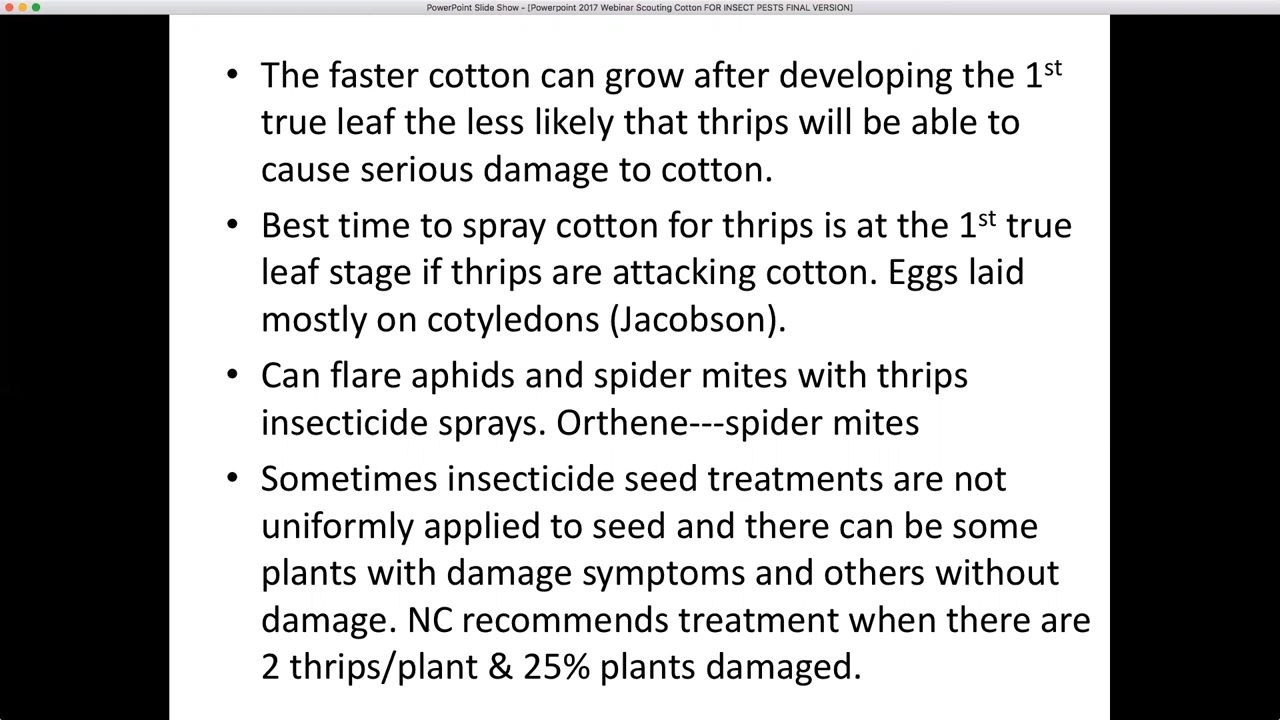 PowerPoint Slide Show - [Powerpoint 2017 Webinar Scouting Cotton FOR INSECT PESTS FINAL VERSION]
• The faster cotton can grow after developing the 1st
true leaf the less likely that thrips will be able to
cause serious damage to cotton.
• Best time to spray cotton for thrips is at the 1st true
leaf stage if thrips are attacking cotton. Eggs laid
mostly on cotyledons (Jacobson).
• Can flare aphids and spider mites with thrips
insecticide sprays. Orthene---spider mites
• Sometimes insecticide seed treatments are not
uniformly applied to seed and there can be some
plants with damage symptoms and others without
damage. NC recommends treatment when there are
2 thrips/plant & 25% plants damaged.